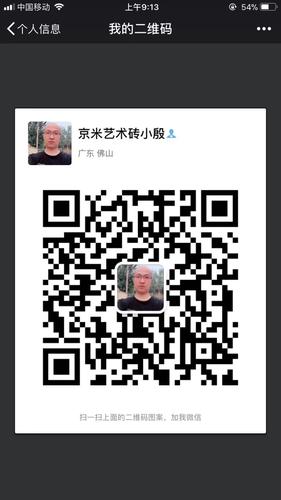 中国移动 上午9:13 54%
个人信息 我的二维码
京米艺术砖小殷
广东 佛山
扫一扫上面的二维码图案，加我微信